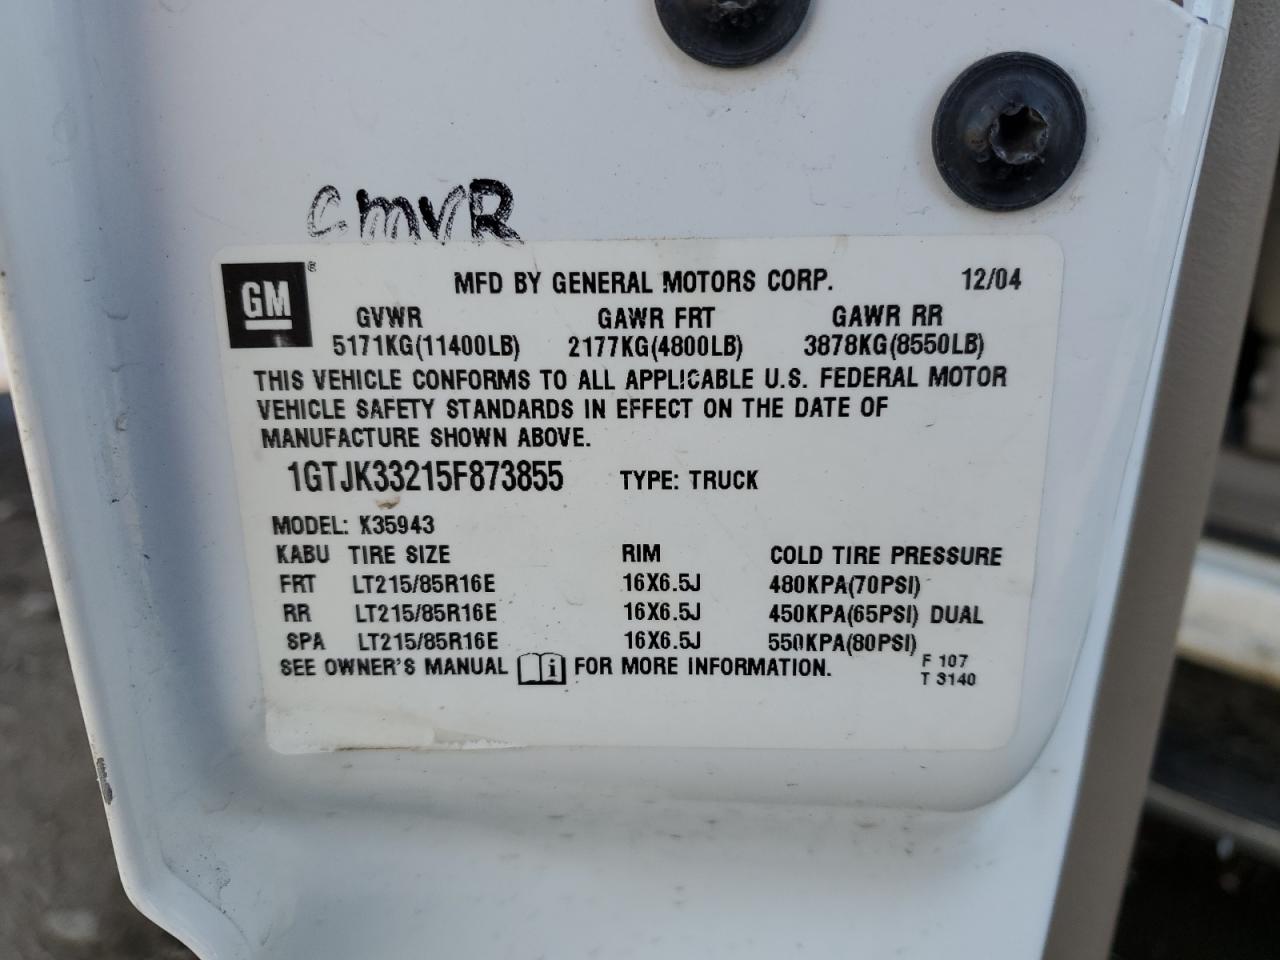 CMVR
GM ® MFD BY GENERAL MOTORS CORP. 12/04
GVWR GAWR FRT GAWR RR
5171KG(11400LB) 2177KG(4800LB) 3878KG(8550LB)
THIS VEHICLE CONFORMS TO ALL APPLICABLE U.S. FEDERAL MOTOR
VEHICLE SAFETY STANDARDS IN EFFECT ON THE DATE OF
MANUFACTURE SHOWN ABOVE.
1GTJK33215F873855 TYPE: TRUCK
MODEL: K35943
KABU TIRE SIZE RIM COLD TIRE PRESSURE
FRT LT215/85R16E 16X6.5J 480KPA(70PSI)
RR LT215/85R16E 16X6.5J 450KPA(65PSI) DUAL
SPA LT215/85R16E 16X6.5J 550KPA(80PSI)
SEE OWNER'S MANUAL i FOR MORE INFORMATION. F 107
T 3140